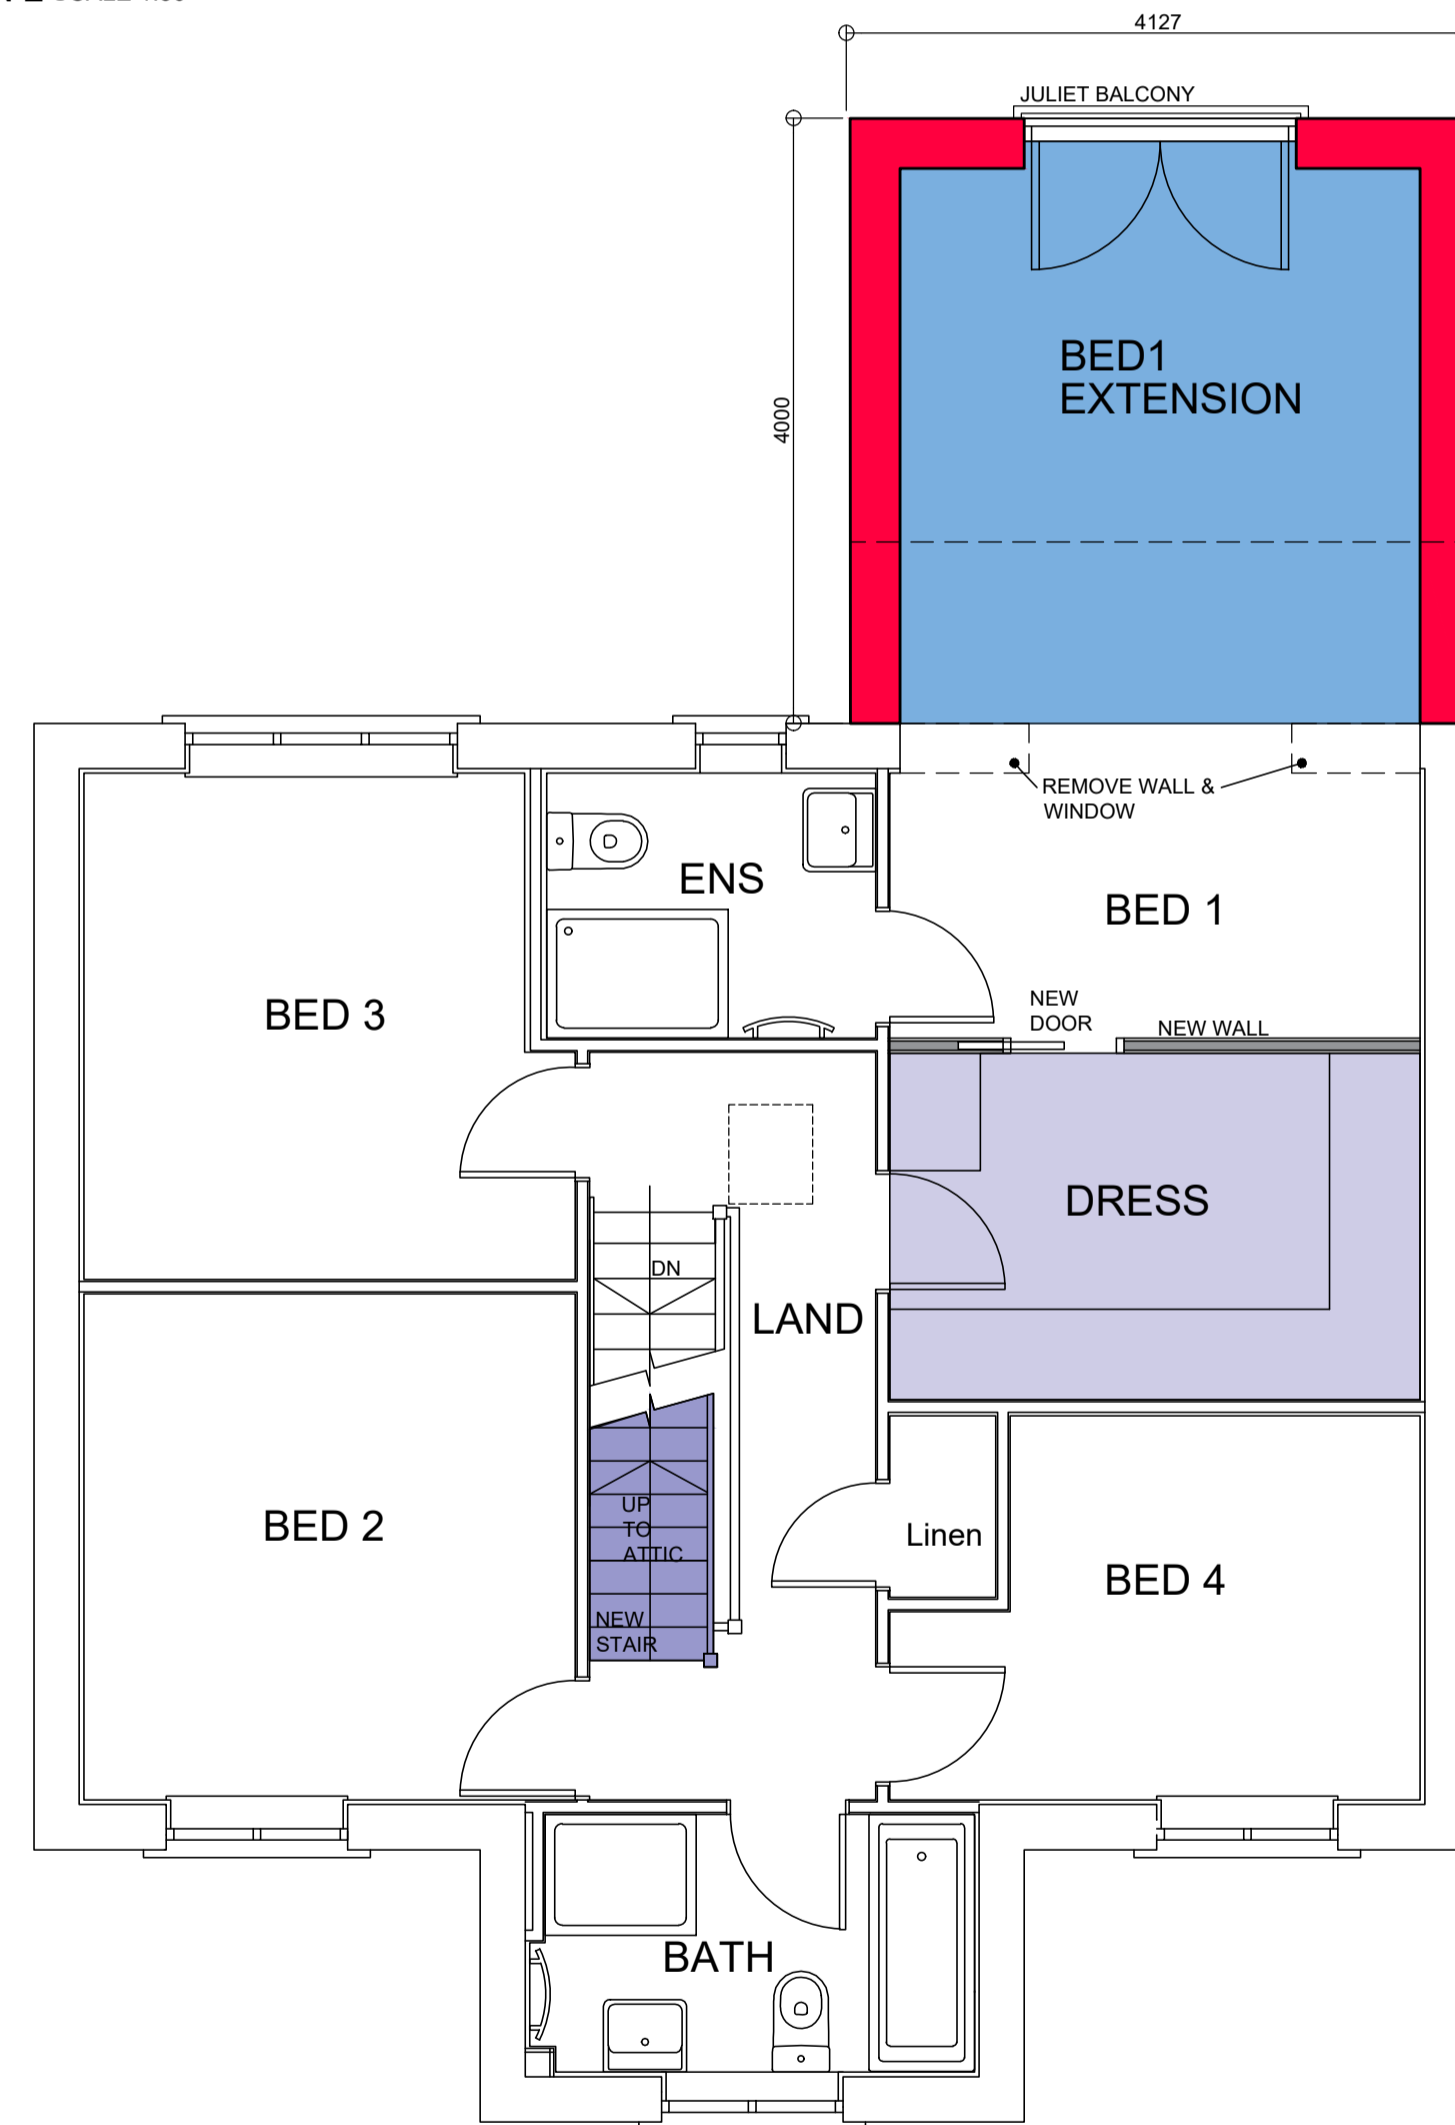 4127
JULIET BALCONY
BED1
EXTENSION
4000
REMOVE WALL &
WINDOW
ENS
BED 1
BED 3
NEW
DOOR
NEW WALL
DRESS
DN
LAND
UP
TO
ATTIC
BED 2
Linen
BED 4
NEW
STAIR
BATH